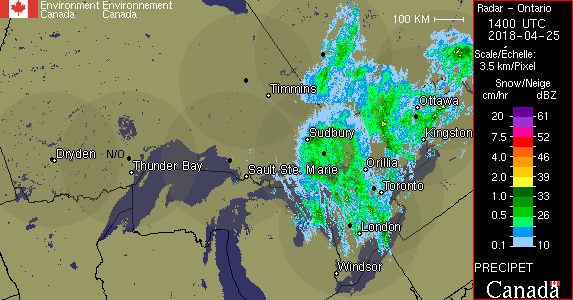 Environment Environnement
Canada Canada
100 KM
Radar - Ontario
1400 UTC
2018-04-25
Scale/Échelle:
3.5 km/Pixel
Snow/Neige
cm/hr dBZ
20 61
7.5 57
5.0 52
4.0 46
2.0 39
1.0 33
0.5 26
0.1 10
PRECIPET
Canada
Timmins
Ottawa
Sudbury
Kingston
Dryden
N/O
Thunder Bay
Sault Ste. Marie
Orillia
Toronto
London
Windsor